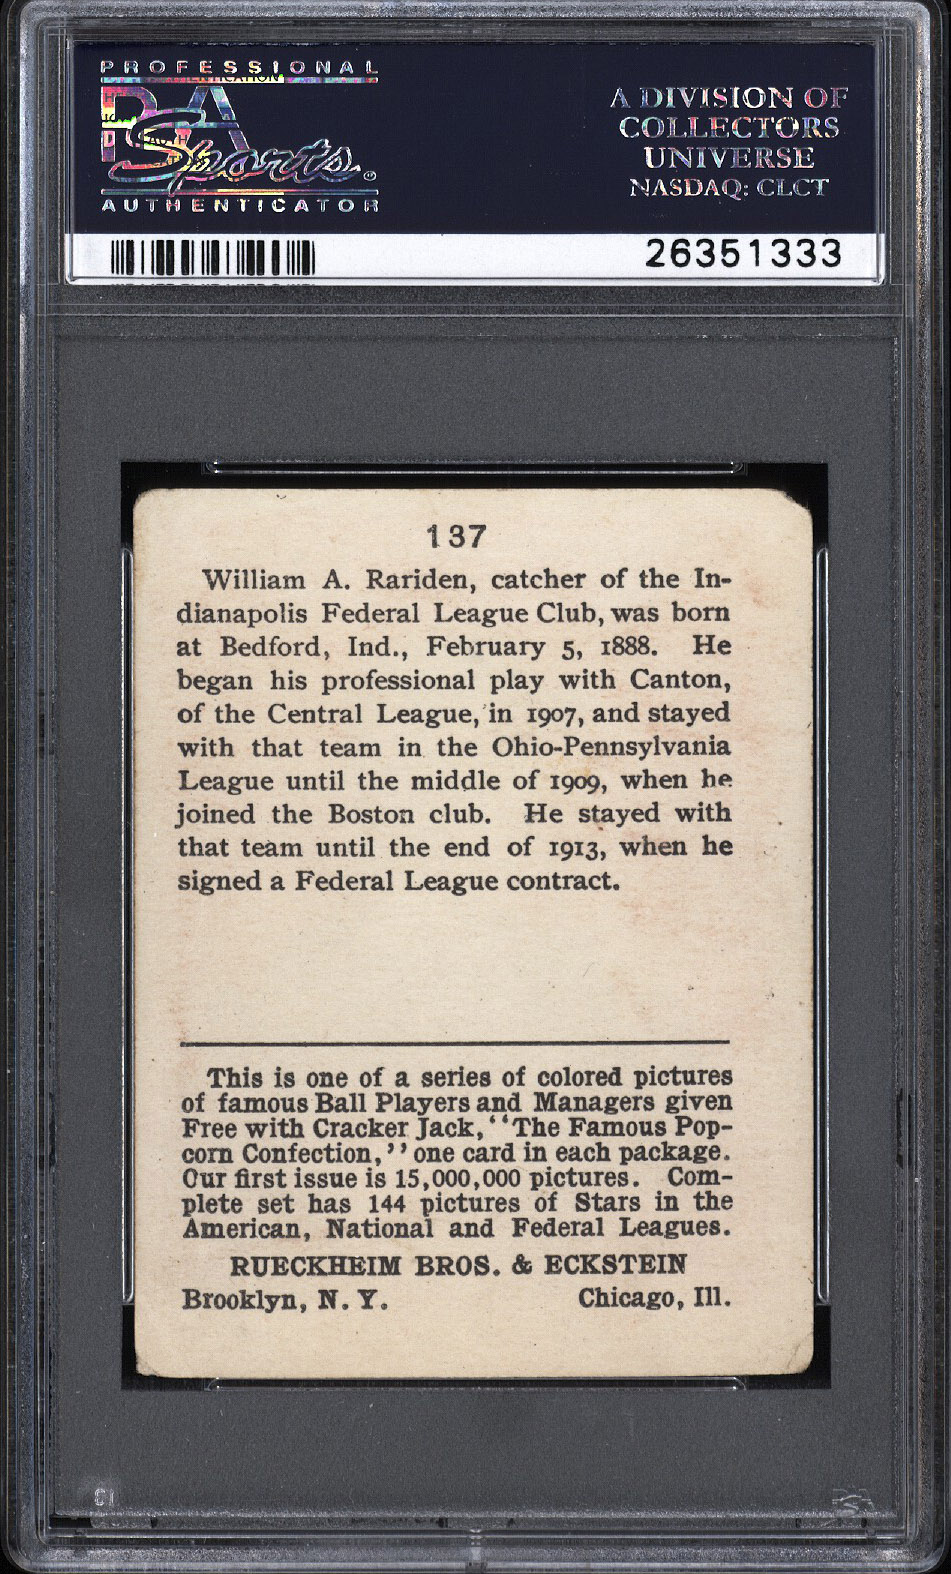 PROFESSIONAL
PSA
Sports®
AUTHENTICATOR
A DIVISION OF
COLLECTORS
UNIVERSE
NASDAQ: CLCT
26351333
137
William A. Rariden, catcher of the In-
dianapolis Federal League Club, was born
at Bedford, Ind., February 5, 1888. He
began his professional play with Canton,
of the Central League, in 1907, and stayed
with that team in the Ohio-Pennsylvania
League until the middle of 1909, when he
joined the Boston club. He stayed with
that team until the end of 1913, when he
signed a Federal League contract.
This is one of a series of colored pictures
of famous Ball Players and Managers given
Free with Cracker Jack, ‘‘The Famous Pop-
corn Confection,’’ one card in each package.
Our first issue is 15,000,000 pictures. Com-
plete set has 144 pictures of Stars in the
American, National and Federal Leagues.
RUECKHEIM BROS. & ECKSTEIN
Brooklyn, N. Y. Chicago, Ill.